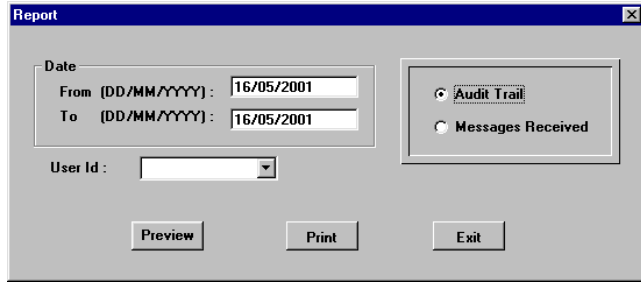 Report
Date
From (DD/MM/YYYY) : 16/05/2001
To (DD/MM/YYYY) : 16/05/2001
Audit Trail
Messages Received
User Id :
Preview Print Exit